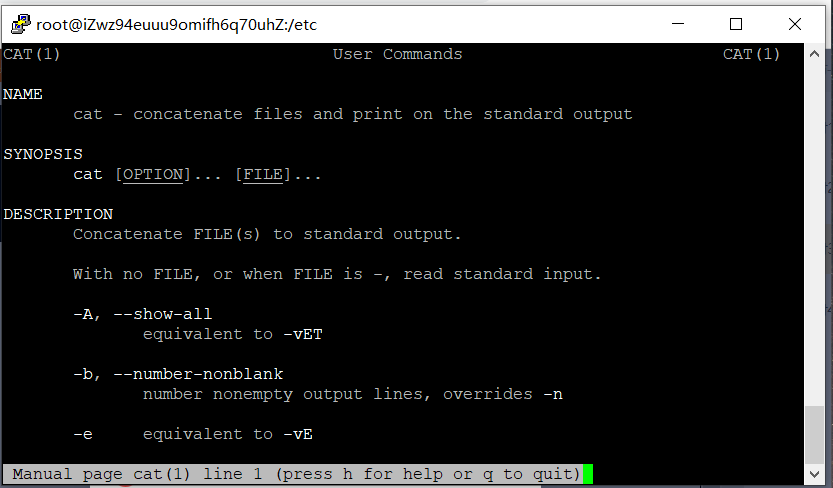 root@iZwz94euuu9omifh6q70uhZ:/etc
CAT(1) User Commands CAT(1)
NAME
cat - concatenate files and print on the standard output
SYNOPSIS
cat [OPTION]... [FILE]...
DESCRIPTION
Concatenate FILE(s) to standard output.
With no FILE, or when FILE is -, read standard input.
-A, --show-all
equivalent to -vET
-b, --number-nonblank
number nonempty output lines, overrides -n
-e equivalent to -vE
Manual page cat(1) line 1 (press h for help or q to quit)